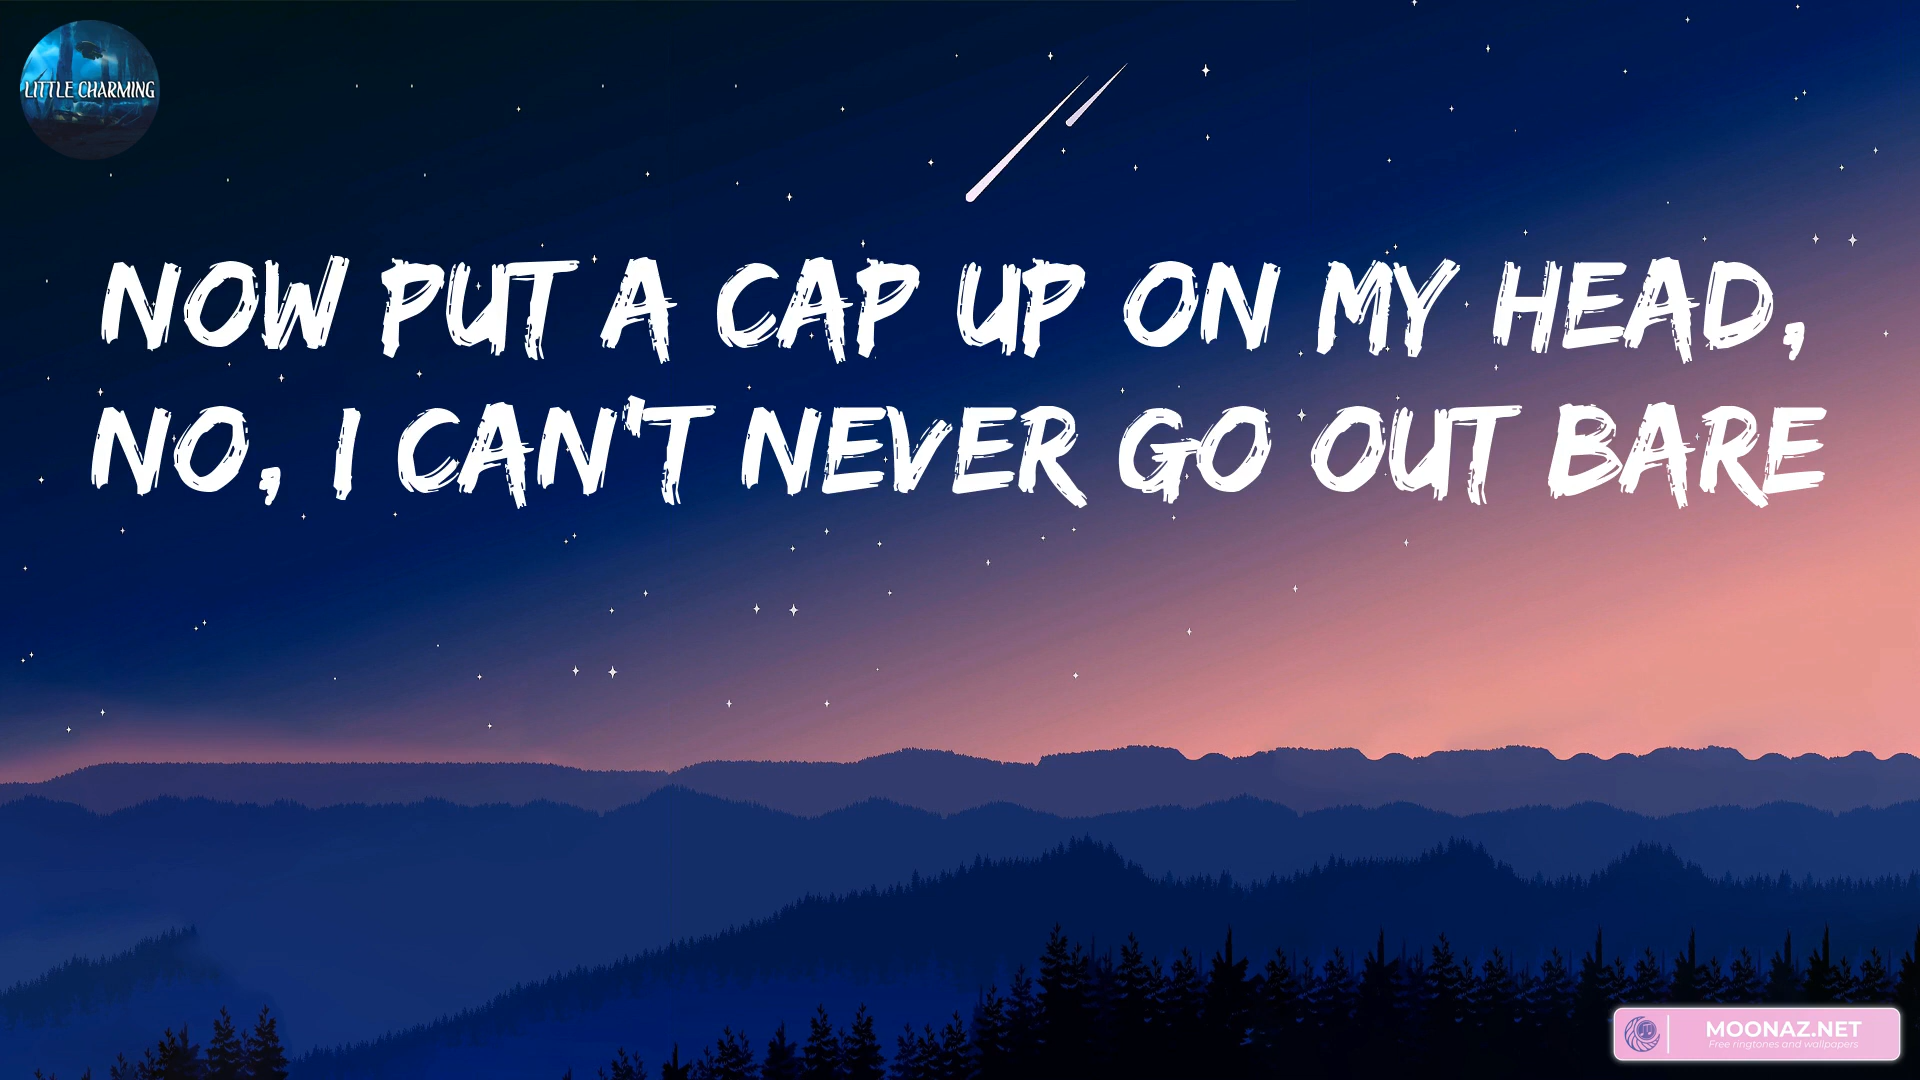 LITTLE CHARMING
NOW PUT A CAP UP ON MY HEAD,
NO, I CAN'T NEVER GO OUT BARE
MOONAZ.NET
Free ringtones and wallpapers